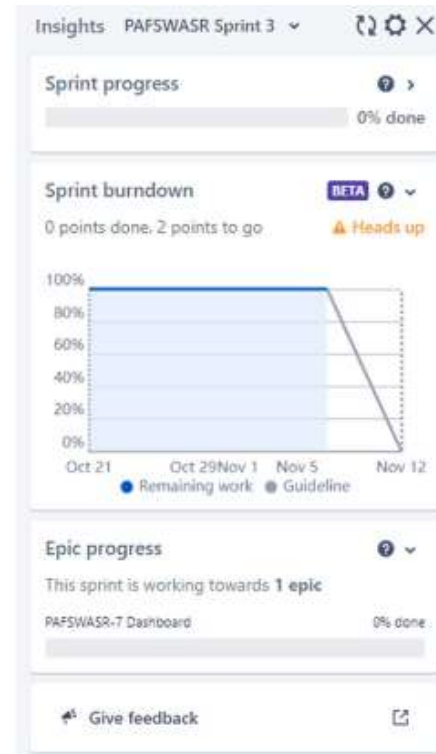 Insights PAFSWASR Sprint 3
Sprint progress
0% done
Sprint burndown BETA
0 points done, 2 points to go Heads up
100%
80%
60%
40%
20%
0%
Oct 21 Oct 29 Nov 1 Nov 5 Nov 12
Remaining work Guideline
Epic progress
This sprint is working towards 1 epic
PAFSWASR-7 Dashboard 0% done
Give feedback